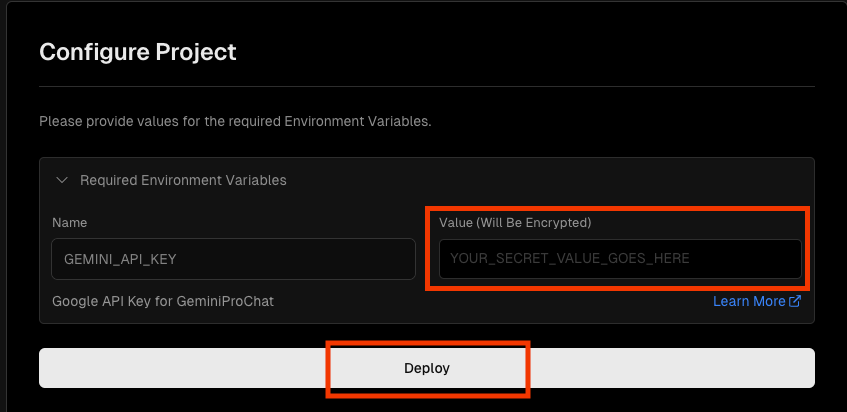 Configure Project
Please provide values for the required Environment Variables.
Required Environment Variables
Name
Value (Will Be Encrypted)
GEMINI_API_KEY
YOUR_SECRET_VALUE_GOES_HERE
Google API Key for GeminiProChat
Learn More
Deploy